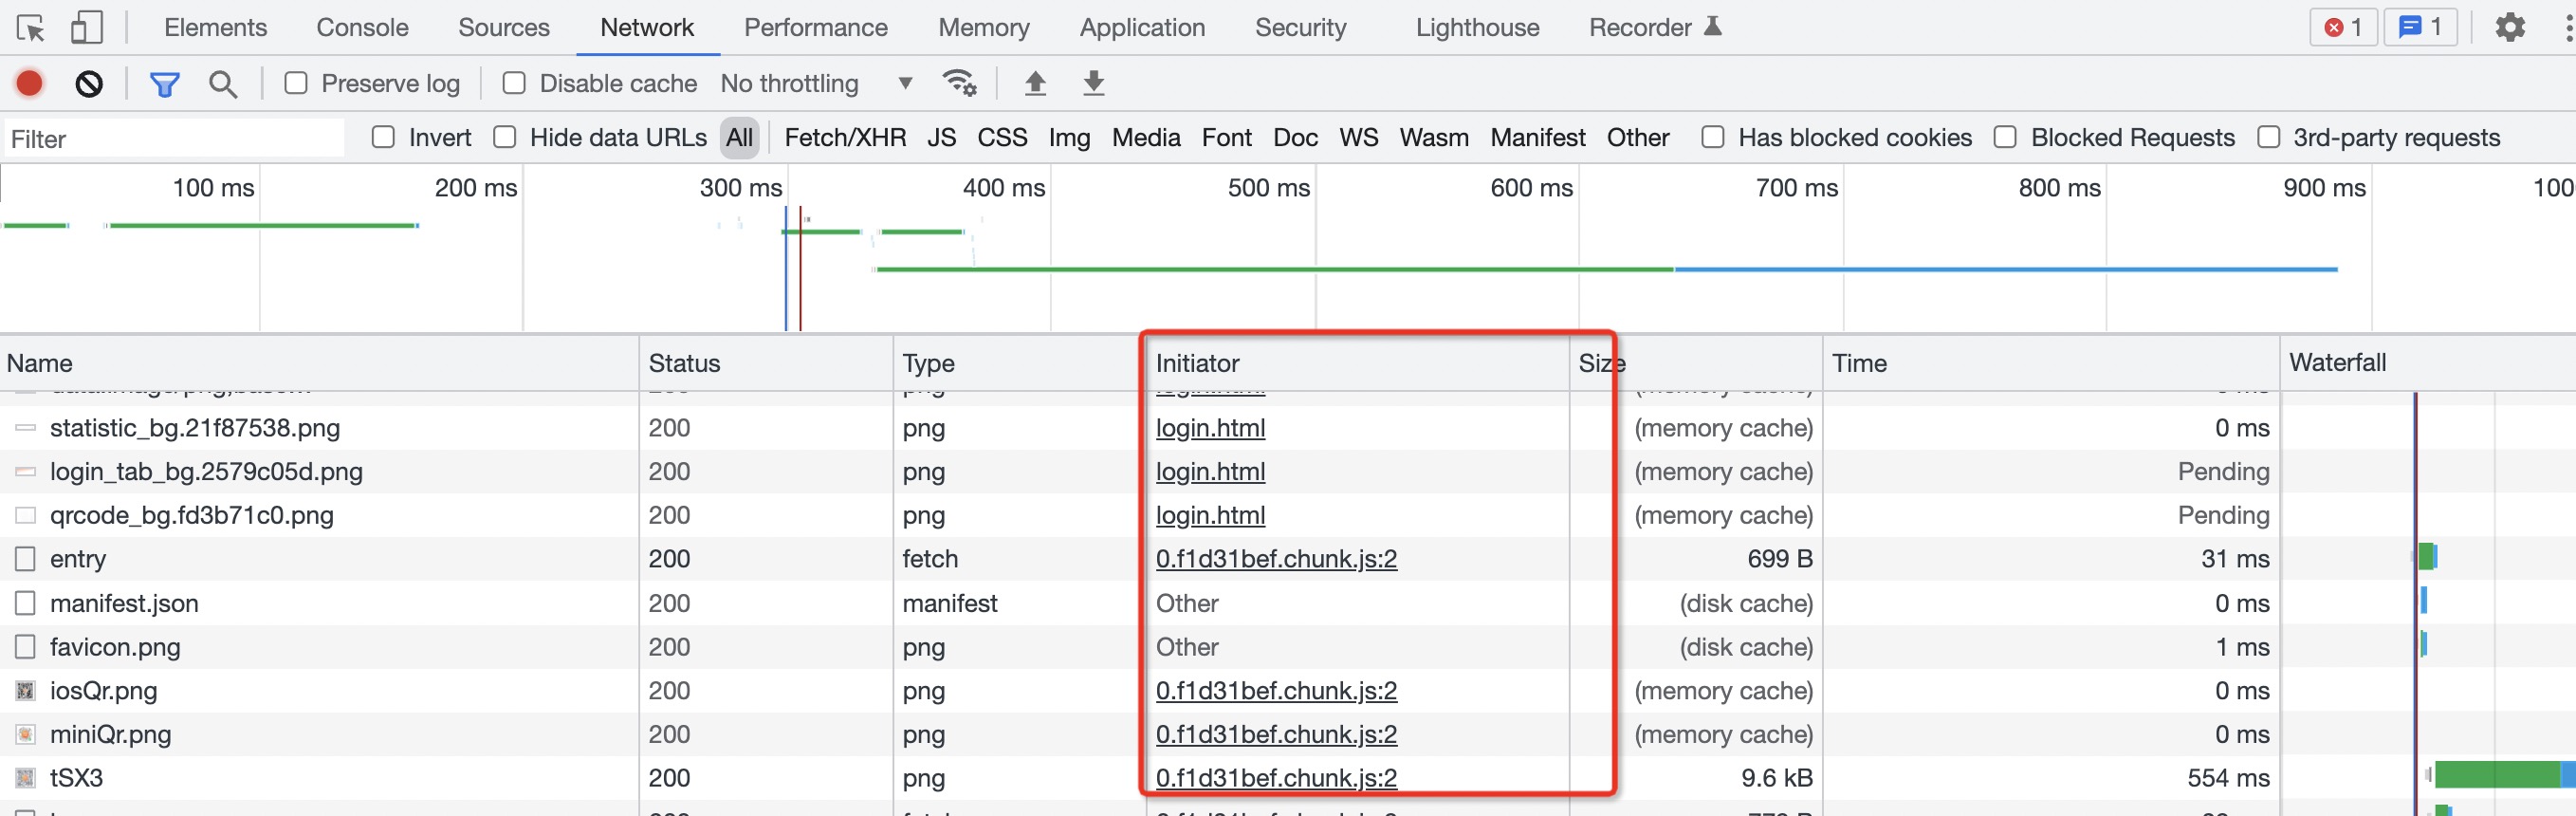 Elements Console Sources Network Performance Memory Application Security Lighthouse Recorder 1 1
Preserve log Disable cache No throttling
Filter Invert Hide data URLs All Fetch/XHR JS CSS Img Media Font Doc WS Wasm Manifest Other Has blocked cookies Blocked Requests 3rd-party requests
100 ms 200 ms 300 ms 400 ms 500 ms 600 ms 700 ms 800 ms 900 ms 100
Name Status Type Initiator Size Time Waterfall
statistic_bg.21f87538.png 200 png login.html (memory cache) 0 ms
login_tab_bg.2579c05d.png 200 png login.html (memory cache) Pending
qrcode_bg.fd3b71c0.png 200 png login.html (memory cache) Pending
entry 200 fetch 0.f1d31bef.chunk.js:2 699 B 31 ms
manifest.json 200 manifest Other (disk cache) 0 ms
favicon.png 200 png Other (disk cache) 1 ms
iosQr.png 200 png 0.f1d31bef.chunk.js:2 (memory cache) 0 ms
miniQr.png 200 png 0.f1d31bef.chunk.js:2 (memory cache) 0 ms
tSX3 200 png 0.f1d31bef.chunk.js:2 9.6 kB 554 ms